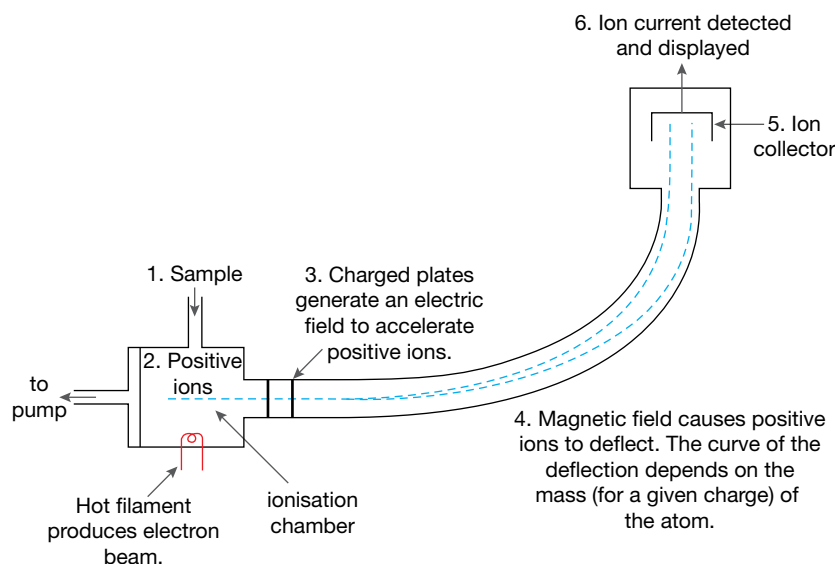 6. Ion current detected
and displayed
5. Ion
collector
1. Sample
3. Charged plates
generate an electric
field to accelerate
positive ions.
2. Positive
ions
to
pump
4. Magnetic field causes positive
ions to deflect. The curve of the
deflection depends on the
mass (for a given charge) of
the atom.
Hot filament
produces electron
beam.
ionisation
chamber